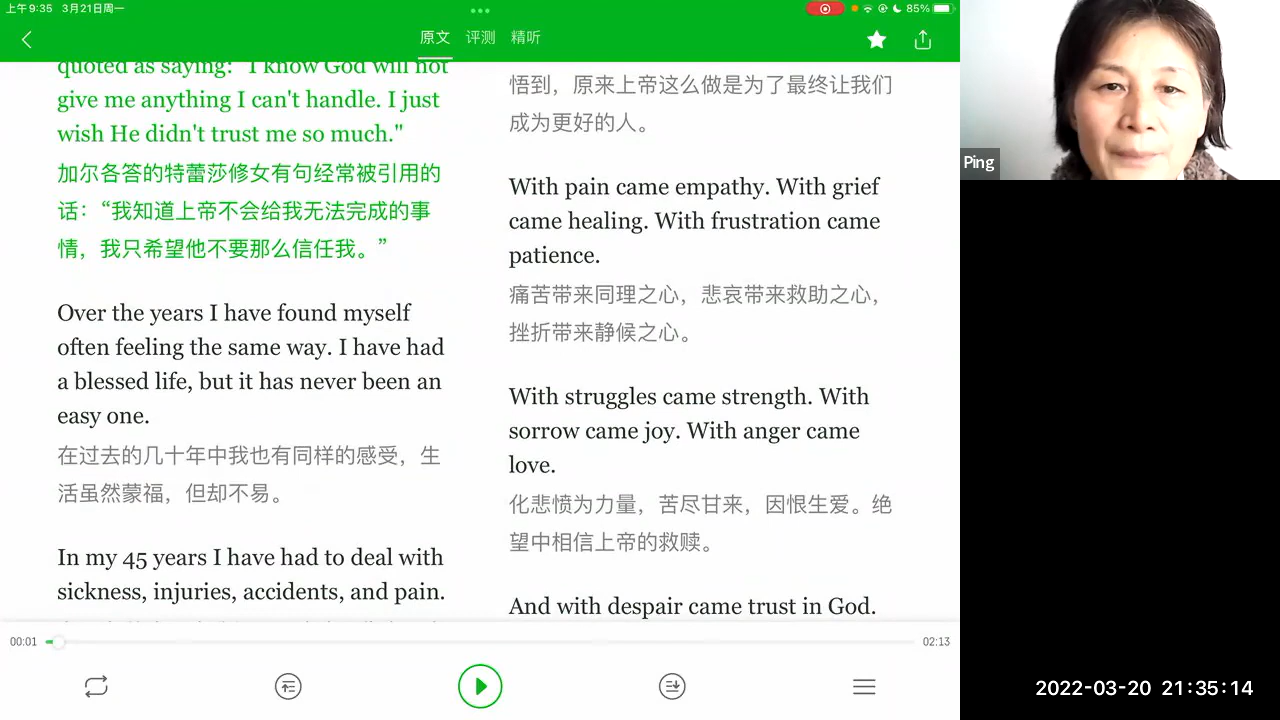 上午9:35 3月21日周一
85%
原文 评测 精听
quoted as saying: "I know God will not
give me anything I can't handle. I just
wish He didn't trust me so much."
加尔各答的特蕾莎修女有句经常被引用的
话：“我知道上帝不会给我无法完成的事
情，我只希望他不要那么信任我。”
Over the years I have found myself
often feeling the same way. I have had
a blessed life, but it has never been an
easy one.
在过去的几十年中我也有同样的感受，生
活虽然蒙福，但却不易。
In my 45 years I have had to deal with
sickness, injuries, accidents, and pain.
悟到，原来上帝这么做是为了最终让我们
成为更好的人。
With pain came empathy. With grief
came healing. With frustration came
patience.
痛苦带来同理之心，悲哀带来救助之心，
挫折带来静候之心。
With struggles came strength. With
sorrow came joy. With anger came
love.
化悲愤为力量，苦尽甘来，因恨生爱。绝
望中相信上帝的救赎。
And with despair came trust in God.
00:01
02:13
Ping
2022-03-20 21:35:14